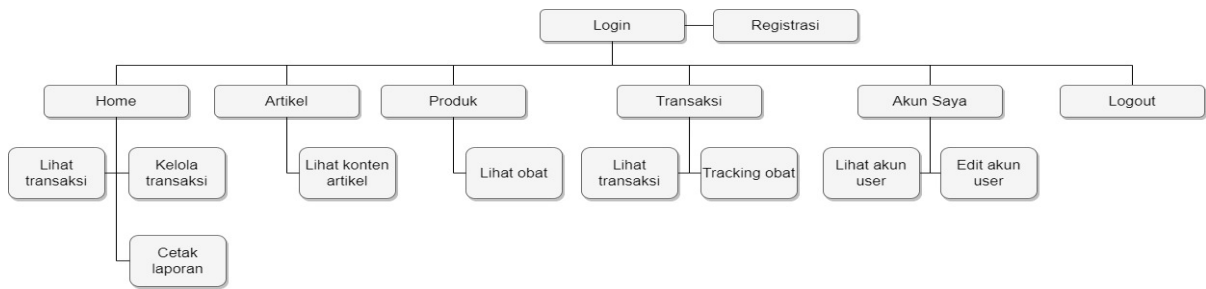 Login
Registrasi
Home
Artikel
Produk
Transaksi
Akun Saya
Logout
Lihat
transaksi
Kelola
transaksi
Lihat konten
artikel
Lihat obat
Lihat
transaksi
Tracking obat
Lihat akun
user
Edit akun
user
Cetak
laporan